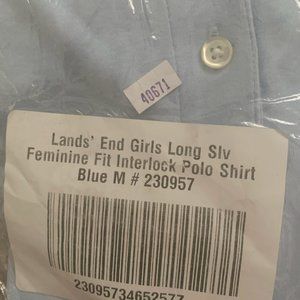 40671
Lands' End Girls Long Slv
Feminine Fit Interlock Polo Shirt
Blue M # 230957
23095734652577